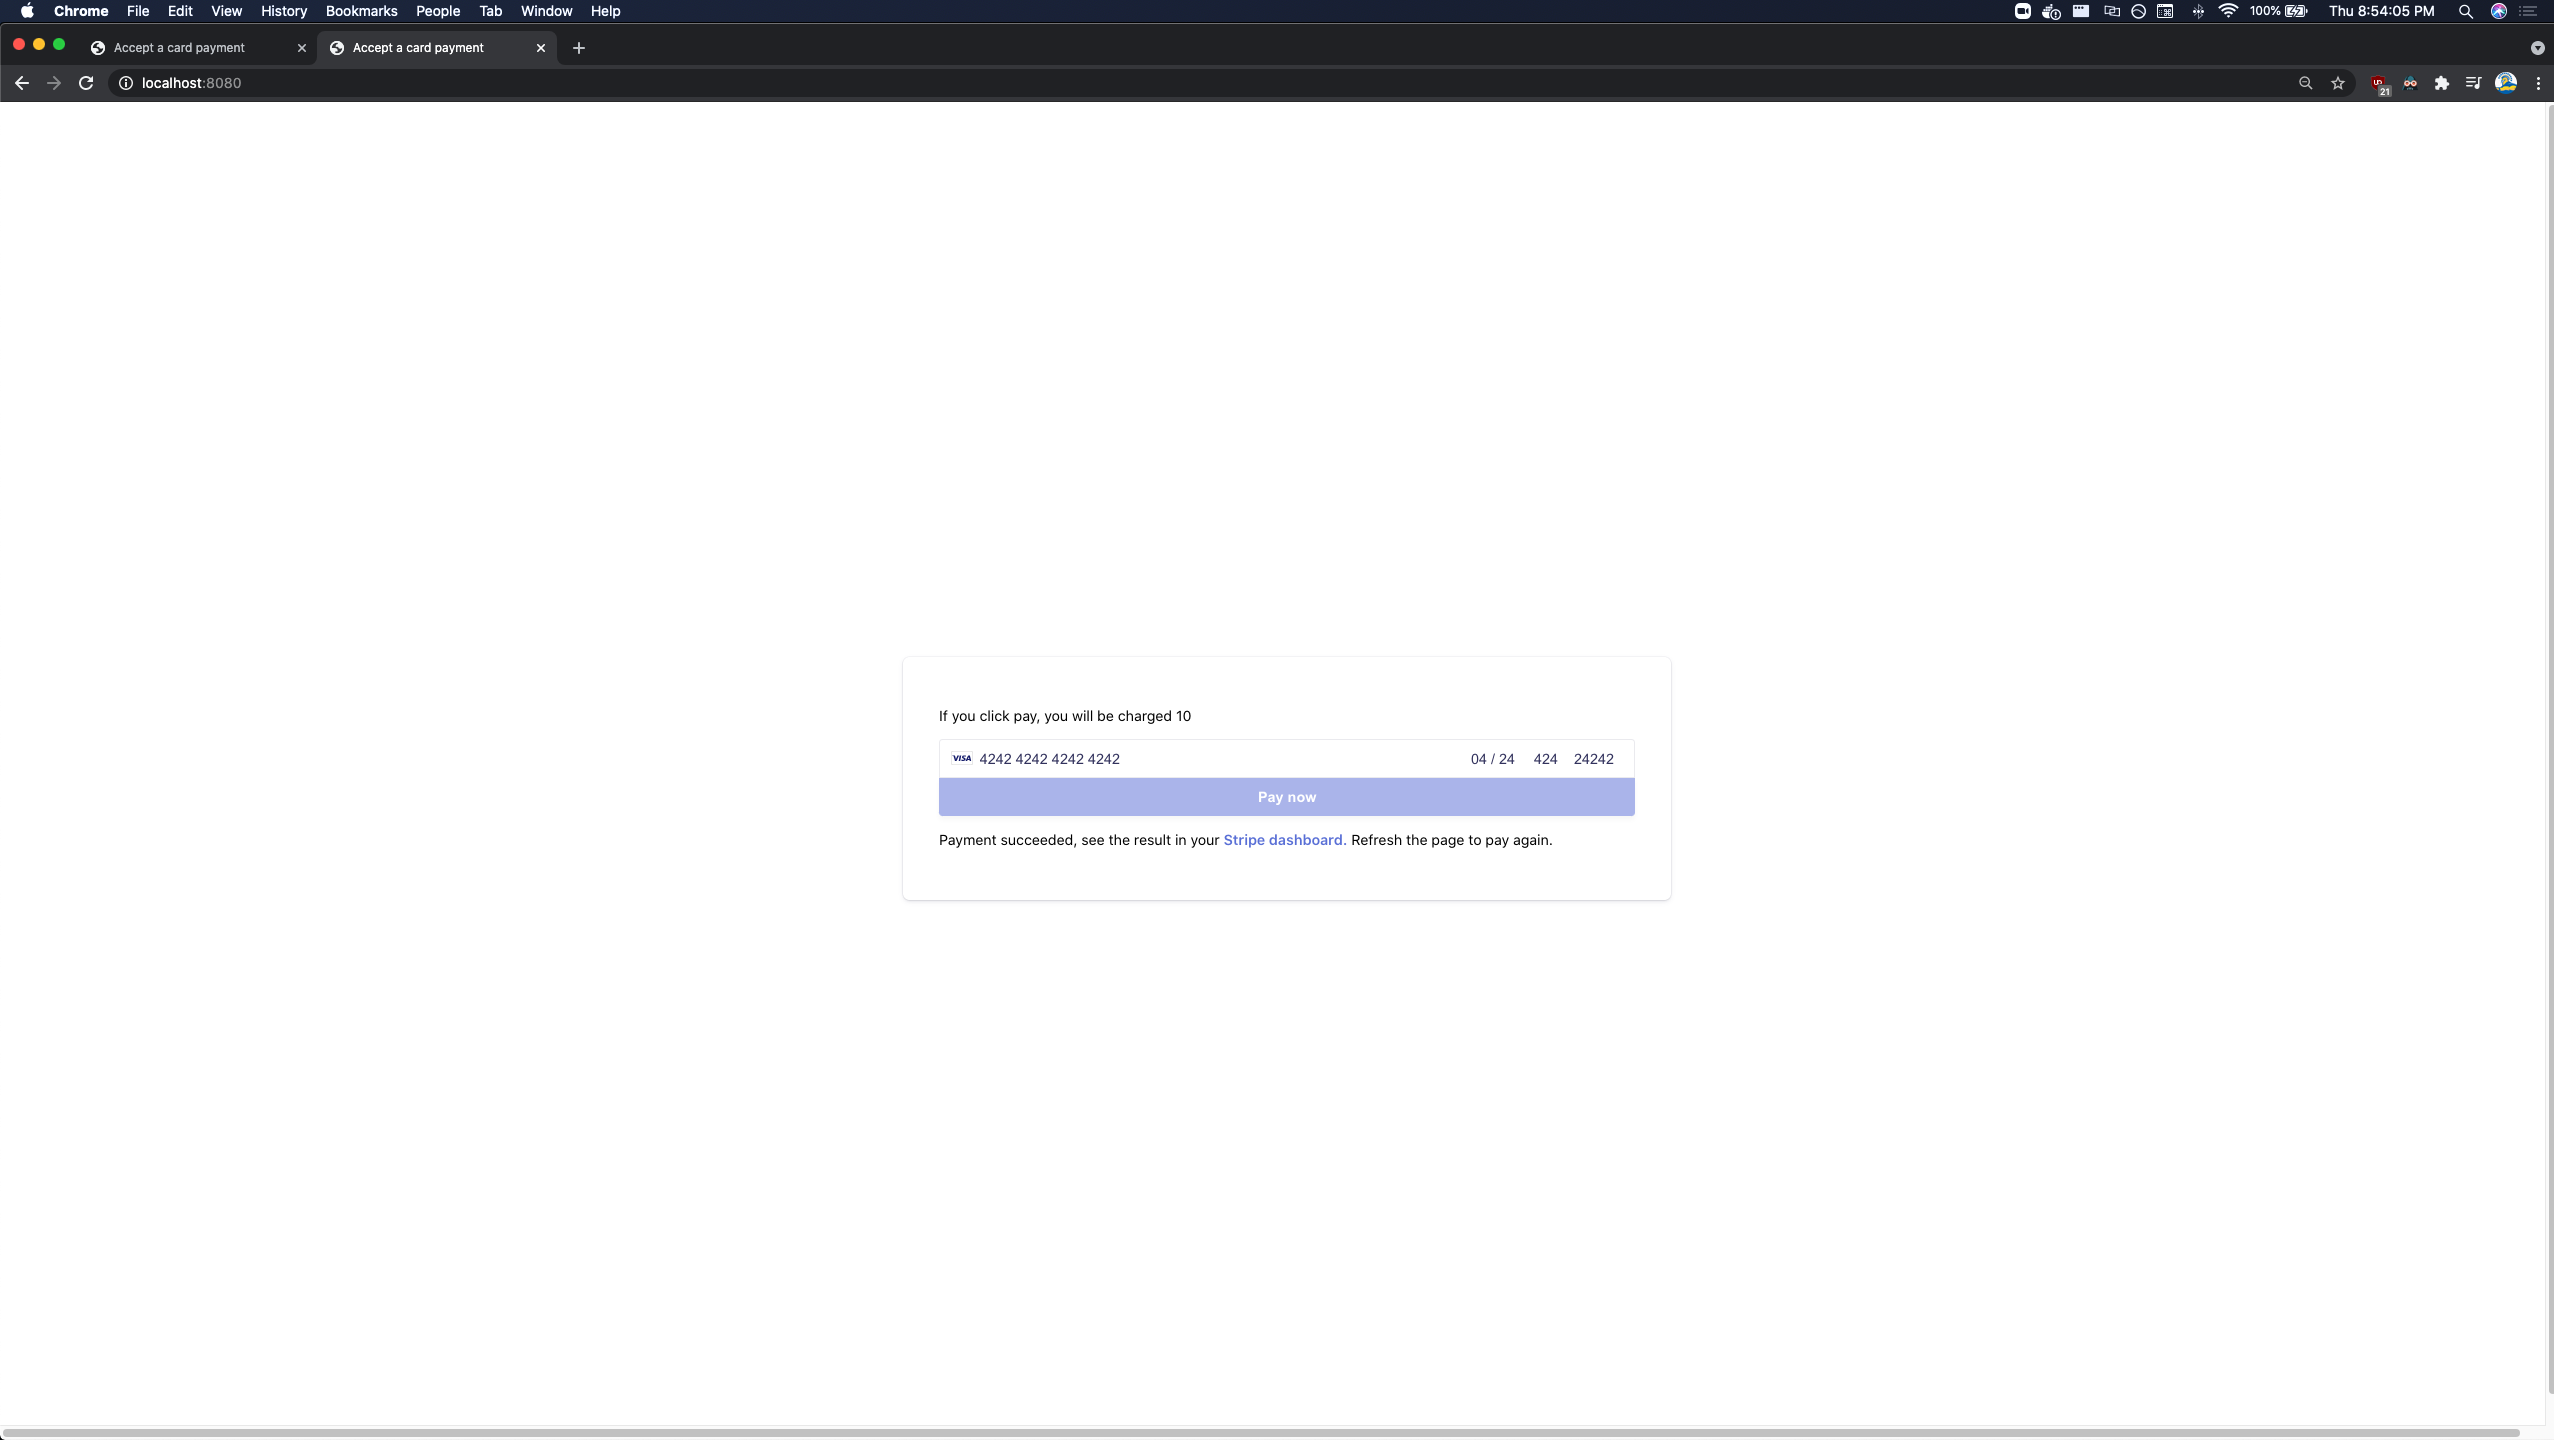 Chrome File Edit View History Bookmarks People Tab Window Help 100% Thu 8:54:05 PM
Accept a card payment Accept a card payment
localhost:8080 21
If you click pay, you will be charged 10
VISA 4242 4242 4242 4242 04 / 24 424 24242
Pay now
Payment succeeded, see the result in your Stripe dashboard. Refresh the page to pay again.